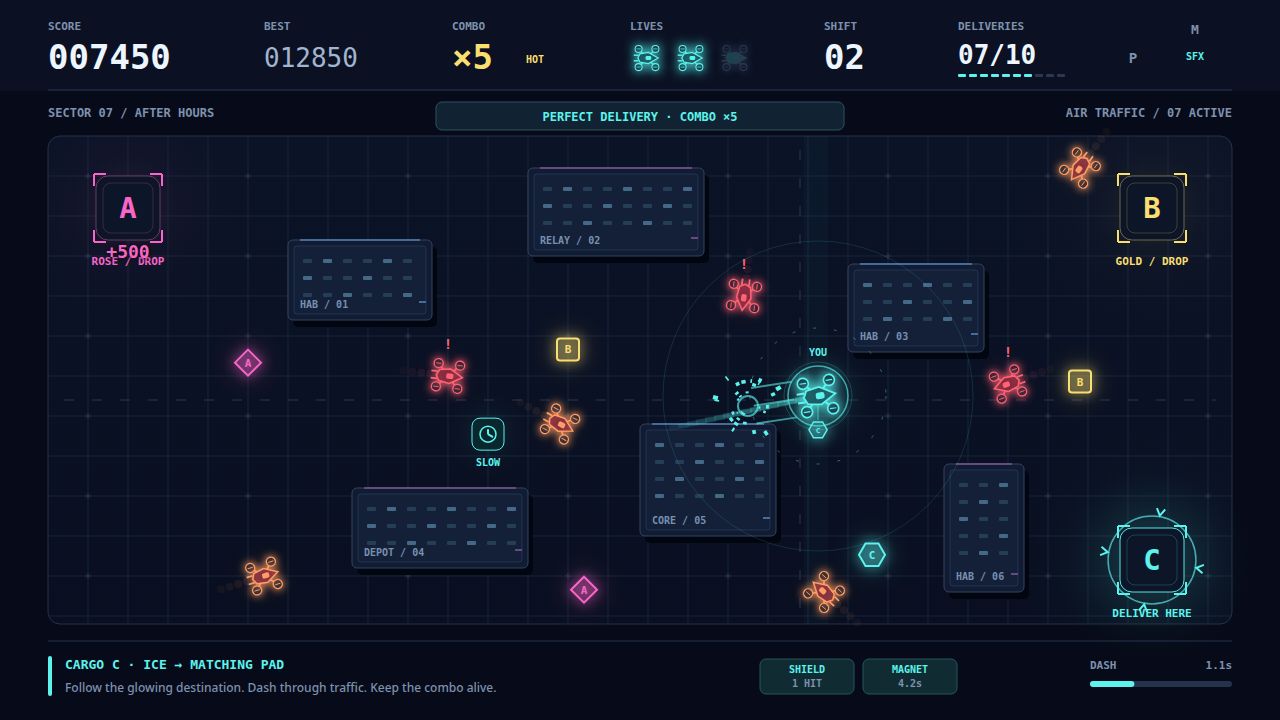 SCORE
007450
BEST
012850
COMBO
×5
HOT
LIVES
SHIFT
02
DELIVERIES
07/10
M
P
SFX
SECTOR 07 / AFTER HOURS
PERFECT DELIVERY · COMBO ×5
AIR TRAFFIC / 07 ACTIVE
A
+500
ROSE / DROP
RELAY / 02
B
GOLD / DROP
HAB / 01
!
HAB / 03
!
B
YOU
!
A
B
C
SLOW
CORE / 05
DEPOT / 04
C
HAB / 06
A
C
DELIVER HERE
CARGO C · ICE → MATCHING PAD
Follow the glowing destination. Dash through traffic. Keep the combo alive.
SHIELD
1 HIT
MAGNET
4.2s
DASH
1.1s